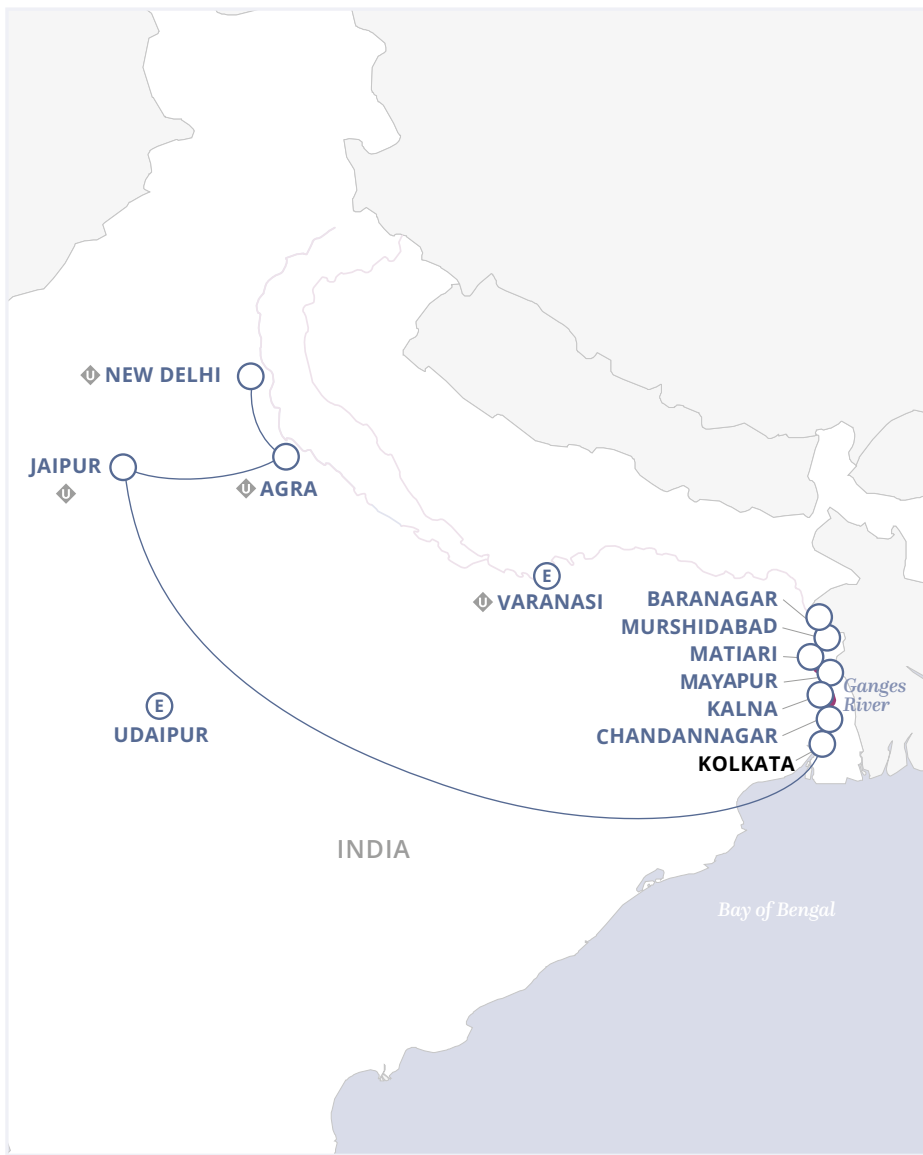 U NEW DELHI
JAIPUR
U
U AGRA
E
U VARANASI
BARANAGAR
MURSHIDABAD
MATIARI
MAYAPUR
KALNA
CHANDANNAGAR
KOLKATA
Ganges
River
E
UDAIPUR
INDIA
Bay of Bengal